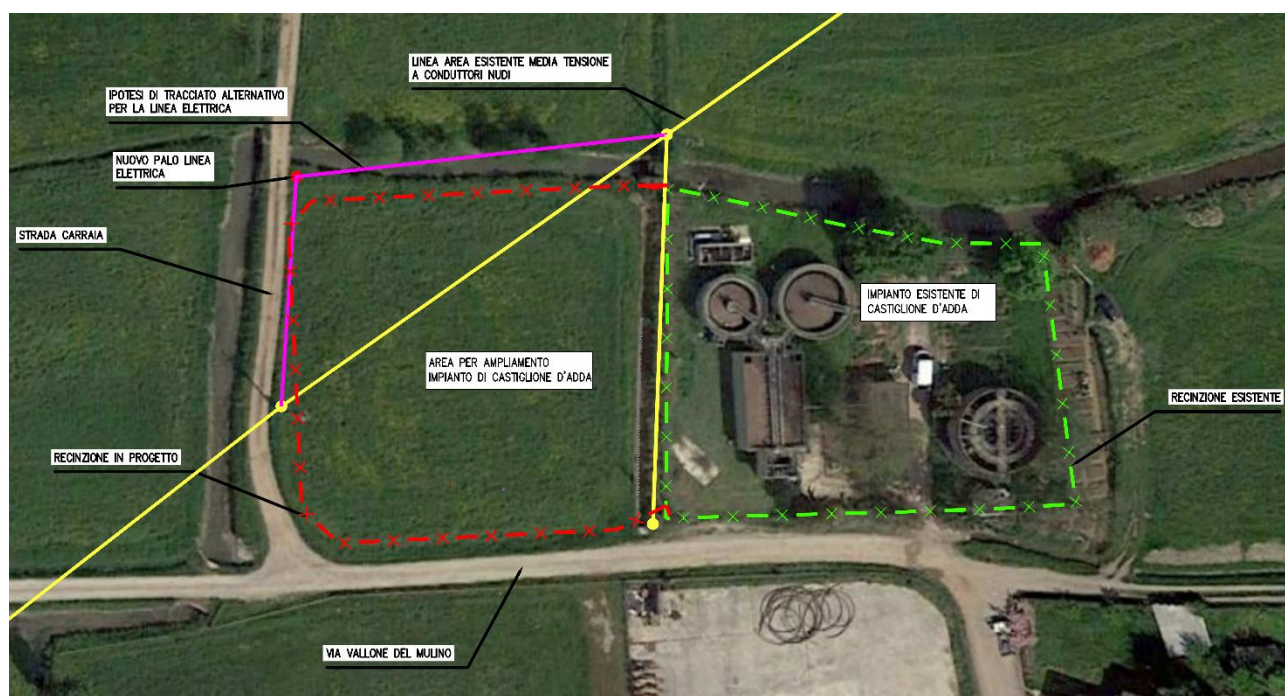 LINEA AREA ESISTENTE MEDIA TENSIONE
A CONDUTTORI NUDI
IPOTESI DI TRACCIATO ALTERNATIVO
PER LA LINEA ELETTRICA
NUOVO PALO LINEA
ELETTRICA
STRADA CARRAIA
IMPIANTO ESISTENTE DI
CASTIGLIONE D'ADDA
AREA PER AMPLIAMENTO
IMPIANTO DI CASTIGLIONE D'ADDA
RECINZIONE ESISTENTE
RECINZIONE IN PROGETTO
VIA VALLONE DEL MULINO